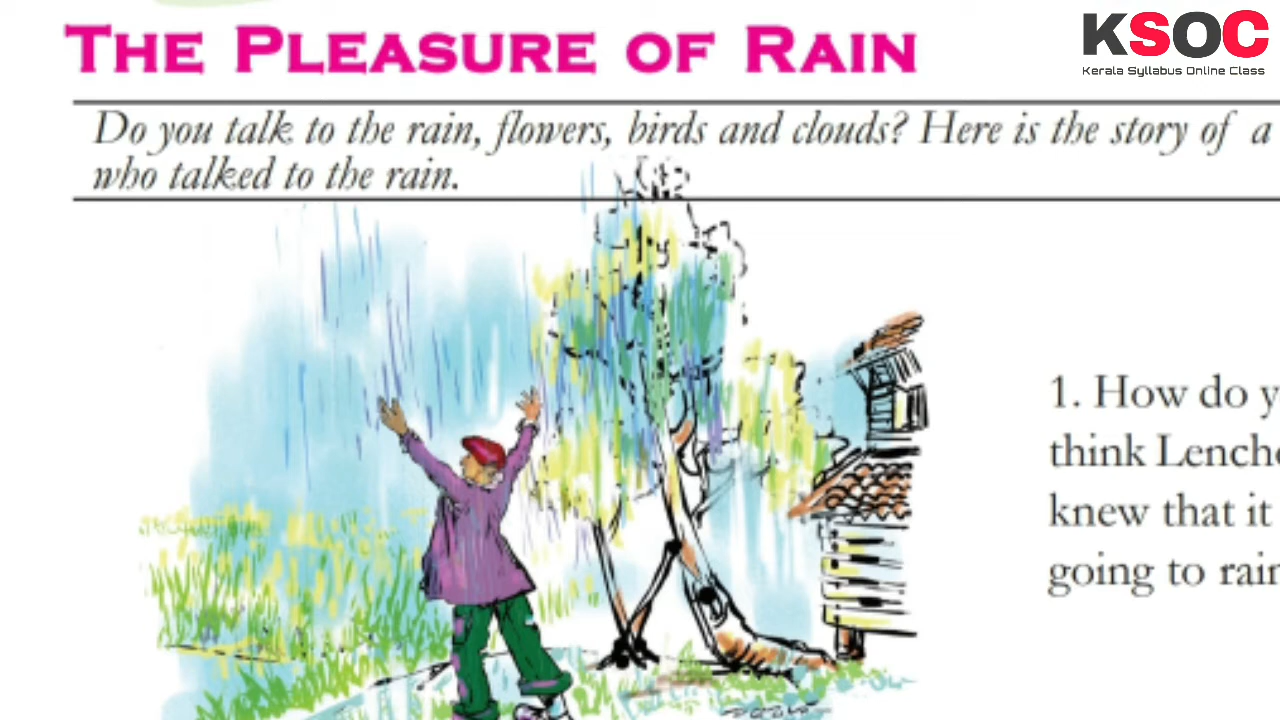 THE PLEASURE OF RAIN
KSOC
Kerala Syllabus Online Class
Do you talk to the rain, flowers, birds and clouds? Here is the story of a
who talked to the rain.
1. How do y
think Lencho
knew that it
going to rain